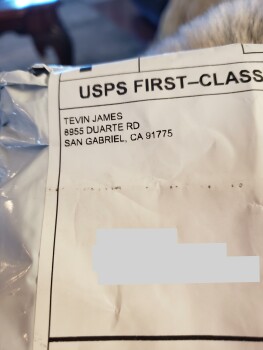 USPS FIRST–CLASS
TEVIN JAMES
8955 DUARTE RD
SAN GABRIEL, CA 91775